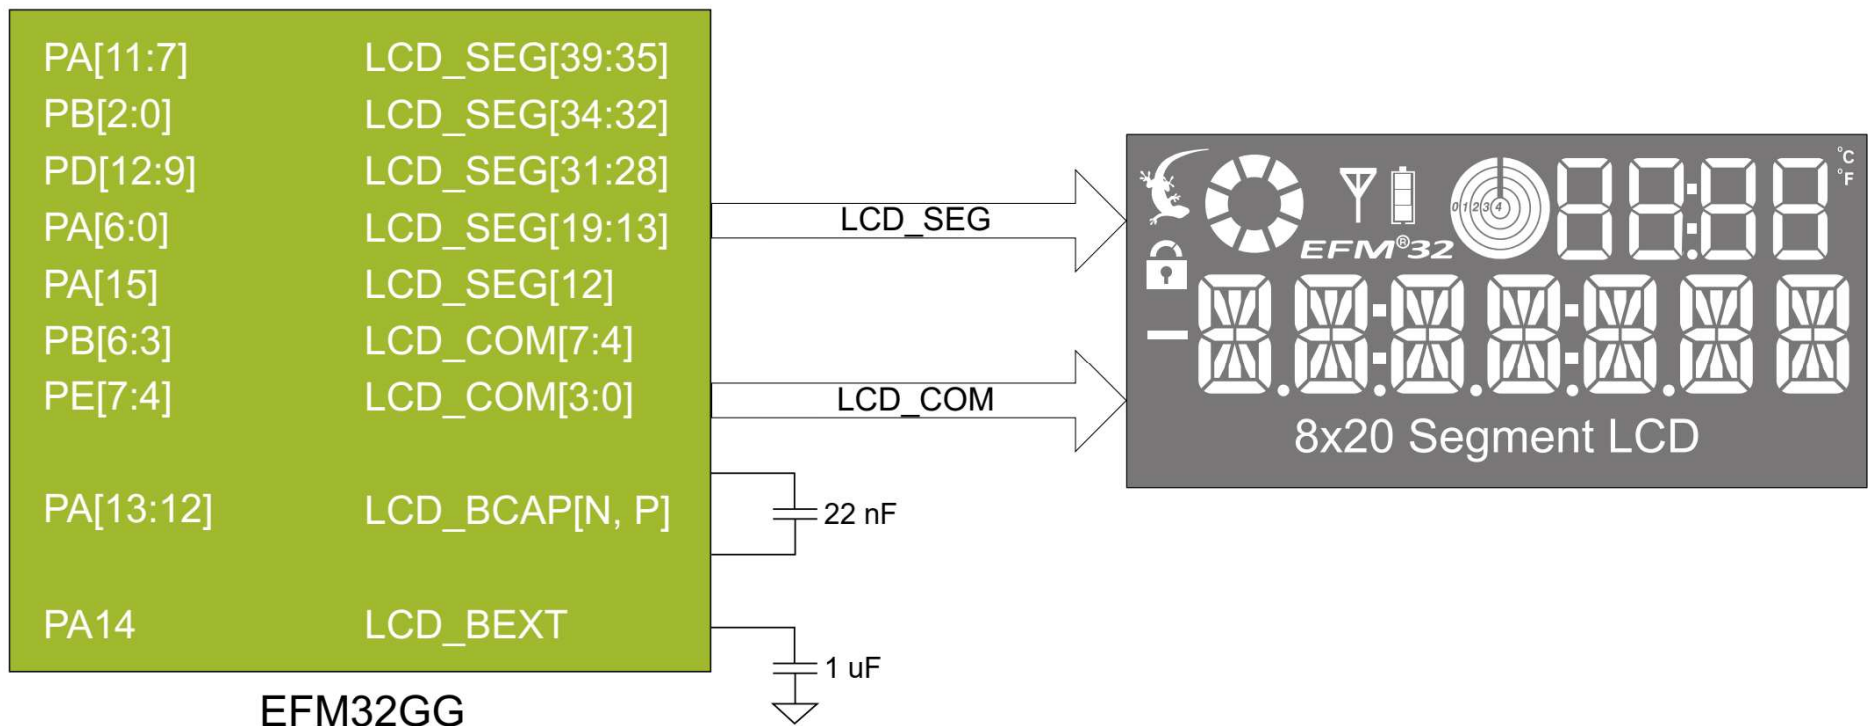 PA[11:7] LCD_SEG[39:35]
PB[2:0] LCD_SEG[34:32]
PD[12:9] LCD_SEG[31:28]
PA[6:0] LCD_SEG[19:13]
PA[15] LCD_SEG[12]
PB[6:3] LCD_COM[7:4]
PE[7:4] LCD_COM[3:0]
PA[13:12] LCD_BCAP[N, P]
PA14 LCD_BEXT
EFM32GG
LCD_SEG
LCD_COM
22 nF
1 uF
°C
°F
0 1 2 3 4
EFM®32
8x20 Segment LCD